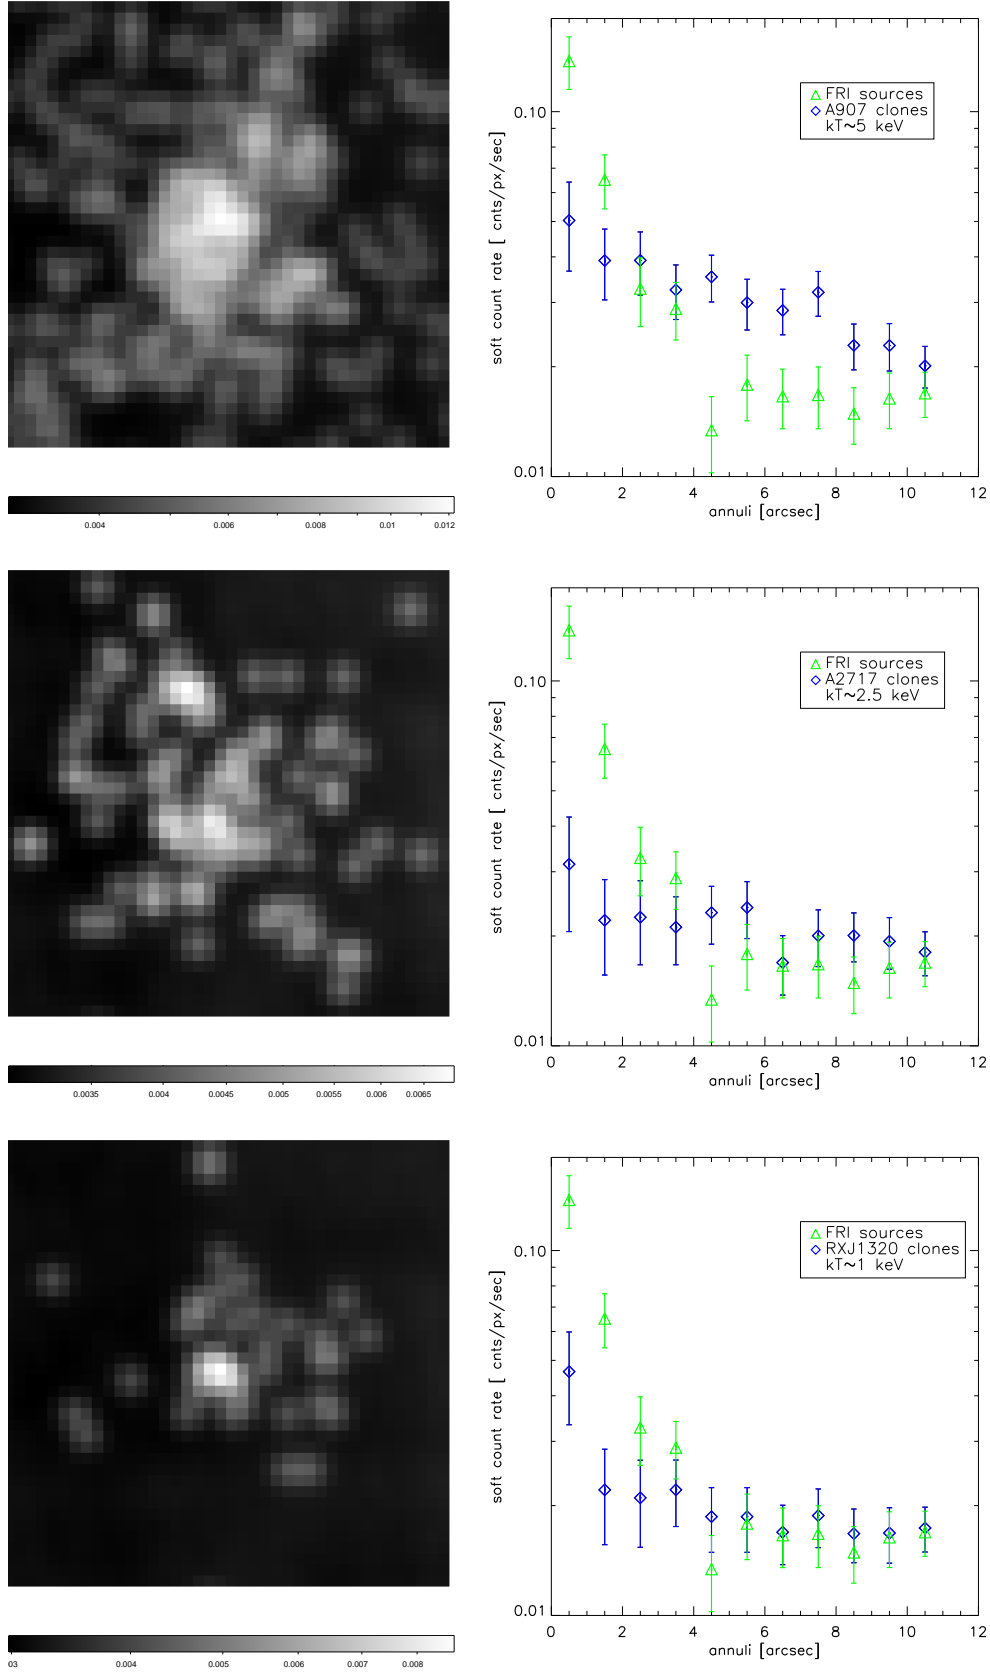 0.10
FRI sources
A907 clones
kT~5 keV
soft count rate [ cnts/px/sec]
0.01
0 2 4 6 8 10 12
annuli [arcsec]
0.004 0.006 0.008 0.01 0.012
0.10
FRI sources
A2717 clones
kT~2.5 keV
soft count rate [ cnts/px/sec]
0.01
0 2 4 6 8 10 12
annuli [arcsec]
0.0035 0.004 0.0045 0.005 0.0055 0.006 0.0065
0.10
FRI sources
RXJ1320 clones
kT~1 keV
soft count rate [ cnts/px/sec]
0.01
0 2 4 6 8 10 12
annuli [arcsec]
03 0.004 0.005 0.006 0.007 0.008